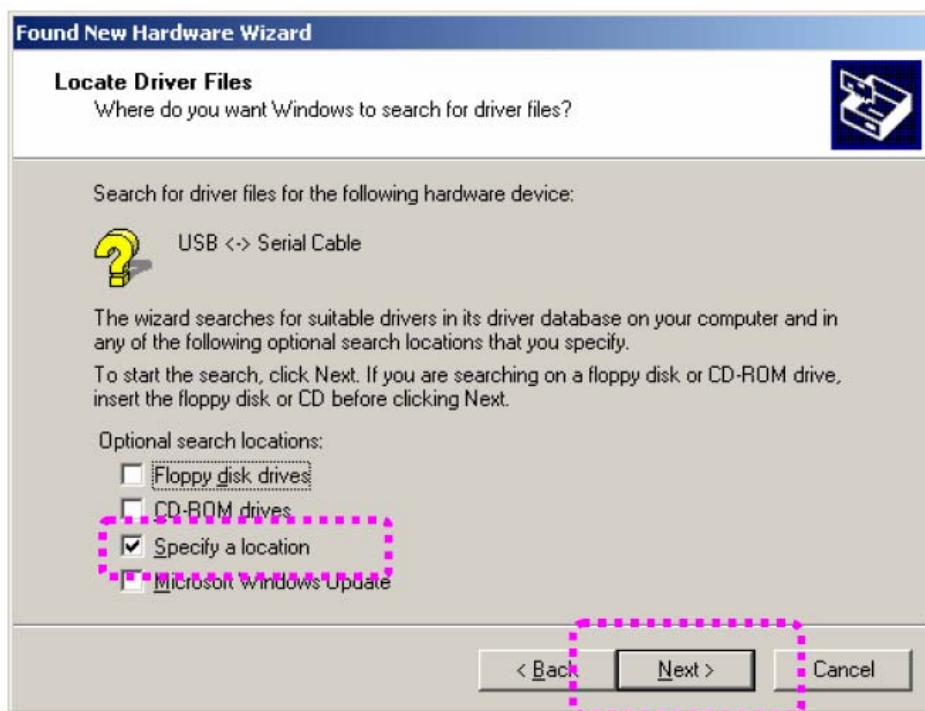 Found New Hardware Wizard
Locate Driver Files
Where do you want Windows to search for driver files?
Search for driver files for the following hardware device:
USB <-> Serial Cable
The wizard searches for suitable drivers in its driver database on your computer and in
any of the following optional search locations that you specify.
To start the search, click Next. If you are searching on a floppy disk or CD-ROM drive,
insert the floppy disk or CD before clicking Next.
Optional search locations:
Floppy disk drives
CD-ROM drives
Specify a location
Microsoft Windows Update
< Back Next > Cancel